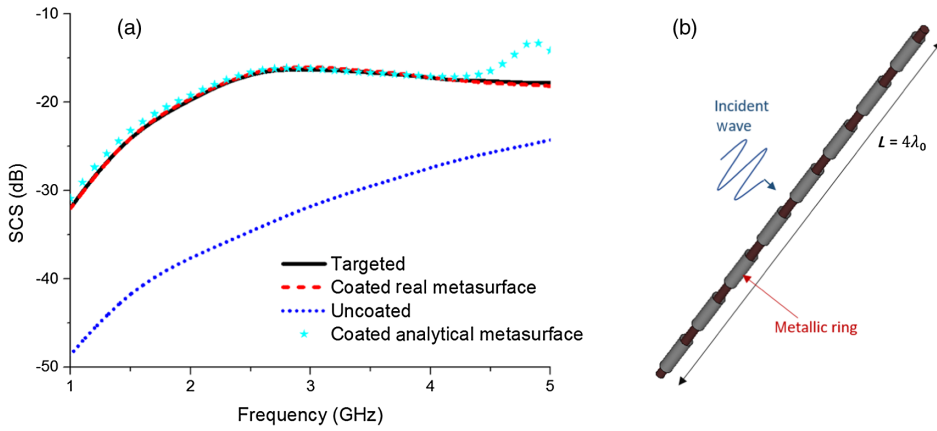 (a)
-10
-20
-30
-40
-50
SCS (dB)
Targeted
Coated real metasurface
Uncoated
Coated analytical metasurface
1
2
3
4
5
Frequency (GHz)
(b)
Incident
wave
L = 4λ₀
Metallic ring